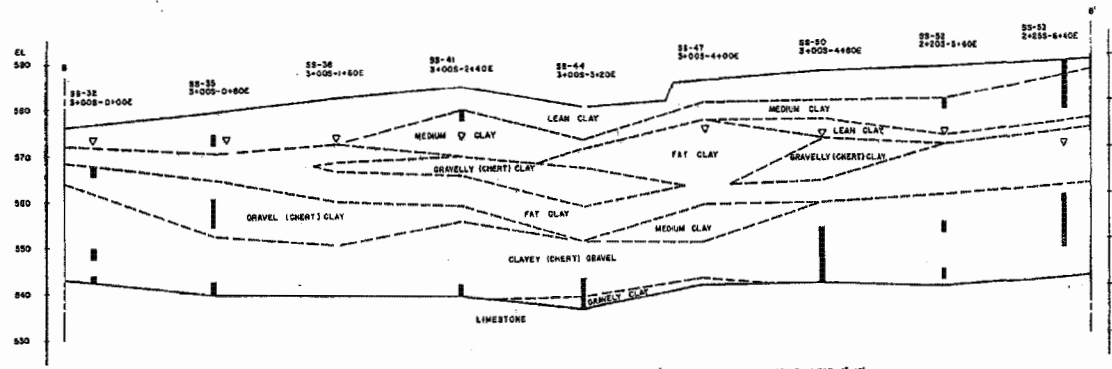 B'
EL
590
580
570
560
550
540
530
B
SS-32
3+00S-0+00E
SS-35
3+00S-0+80E
SS-38
3+00S-1+60E
SS-41
3+00S-2+40E
SS-44
3+00S-3+20E
SS-47
3+00S-4+00E
SS-50
3+00S-4+80E
SS-52
2+20S-5+60E
SS-53
2+25S-6+40E
LEAN CLAY
MEDIUM CLAY
MEDIUM CLAY
LEAN CLAY
GRAVELLY (CHERT) CLAY
FAT CLAY
GRAVELLY (CHERT) CLAY
GRAVEL (CHERT) CLAY
FAT CLAY
MEDIUM CLAY
CLAYEY (CHERT) GRAVEL
GRAVELY CLAY
LIMESTONE